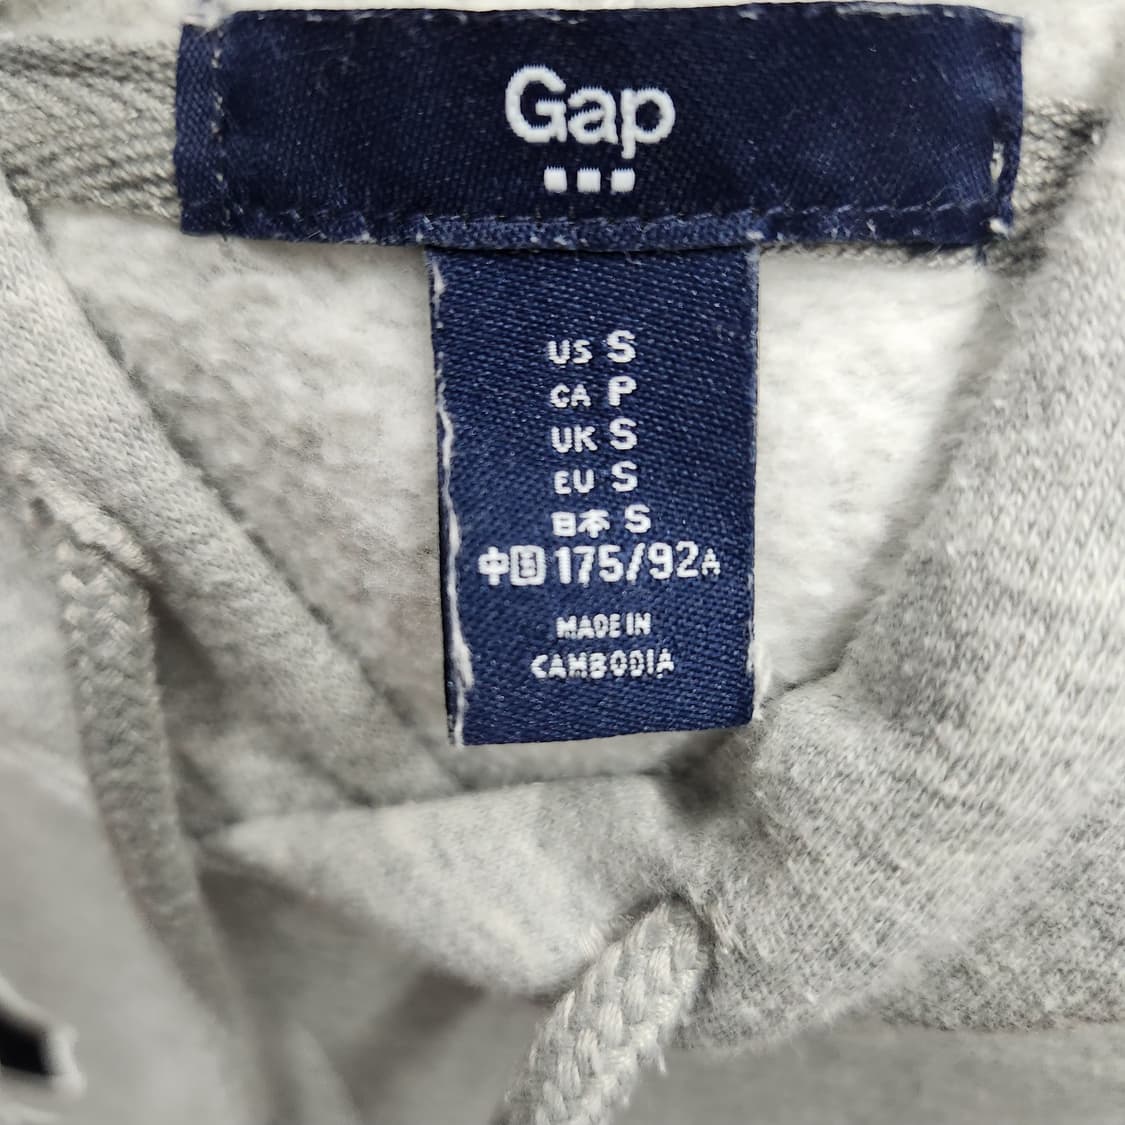 Gap
US S
CA P
UK S
EU S
日本 S
中国 175/92A
MADE IN
CAMBODIA